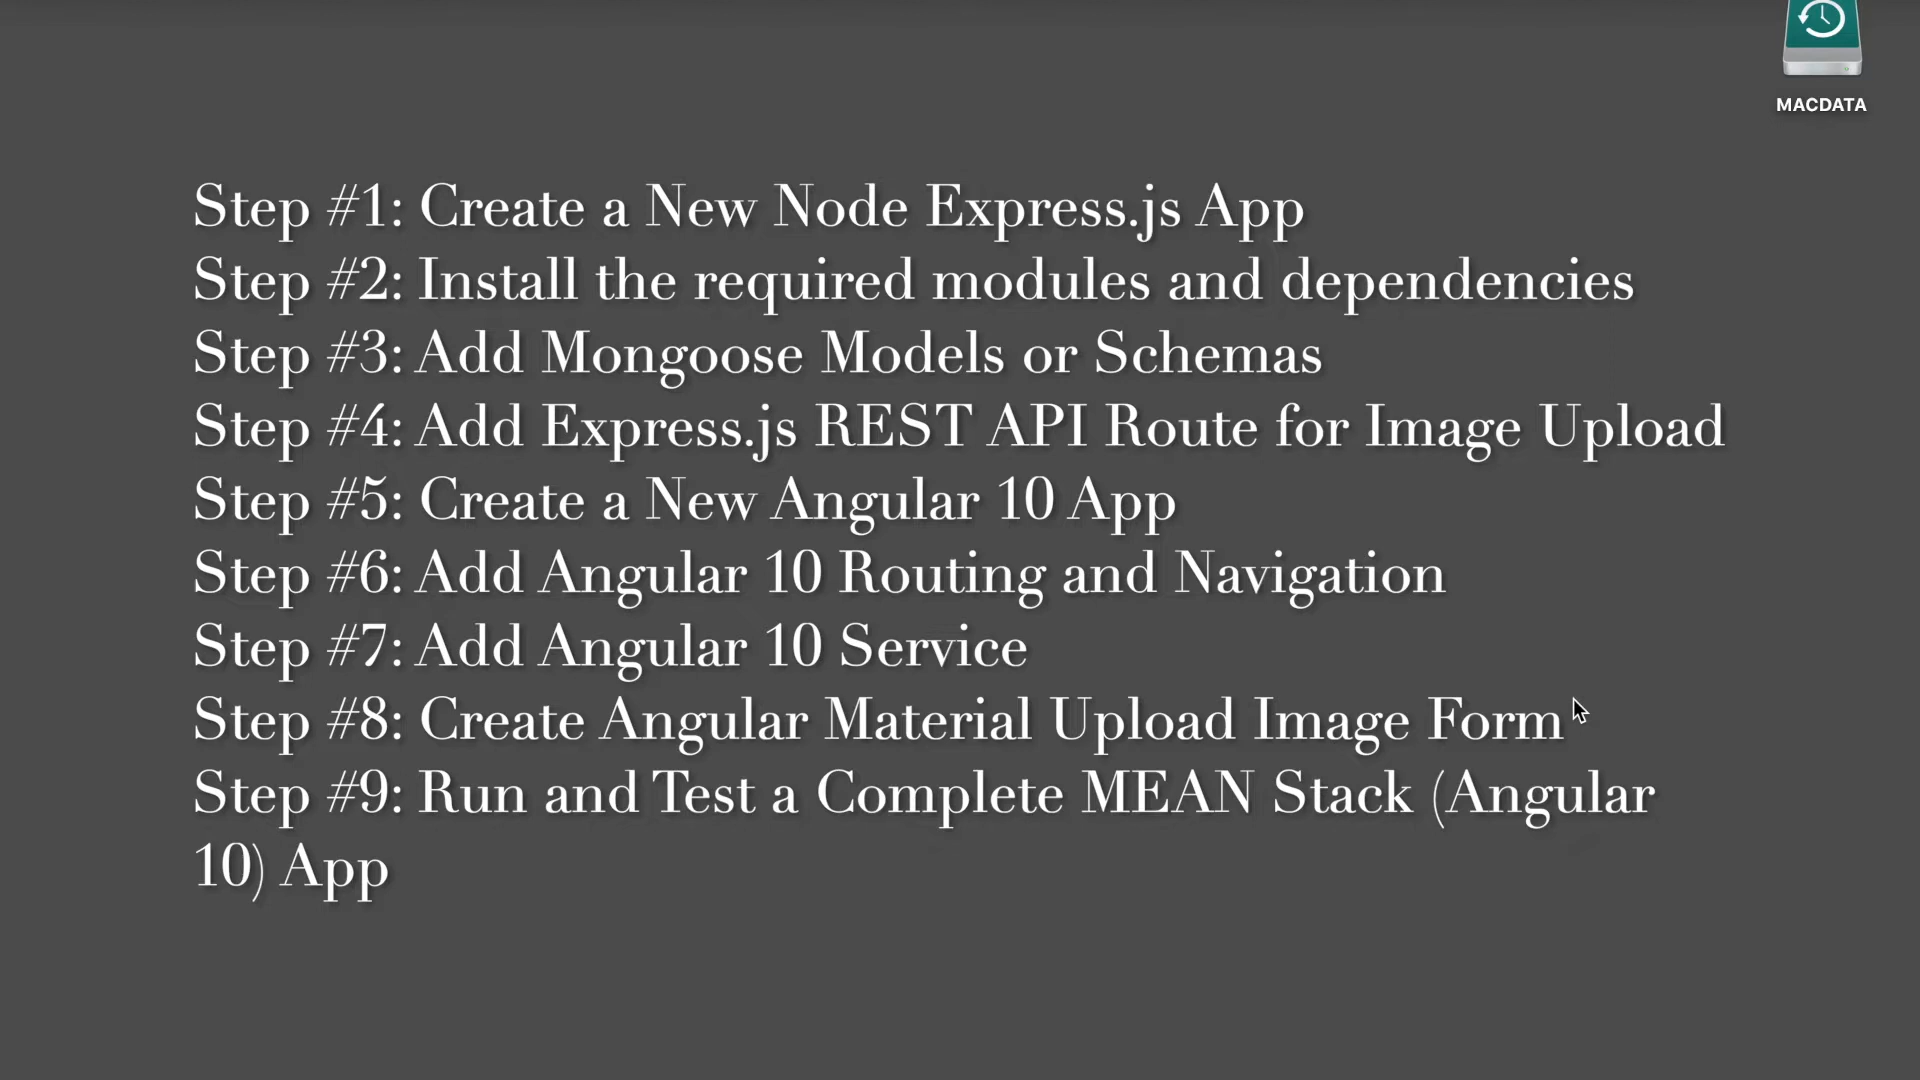 MACDATA
Step #1: Create a New Node Express.js App
Step #2: Install the required modules and dependencies
Step #3: Add Mongoose Models or Schemas
Step #4: Add Express.js REST API Route for Image Upload
Step #5: Create a New Angular 10 App
Step #6: Add Angular 10 Routing and Navigation
Step #7: Add Angular 10 Service
Step #8: Create Angular Material Upload Image Form
Step #9: Run and Test a Complete MEAN Stack (Angular
10) App